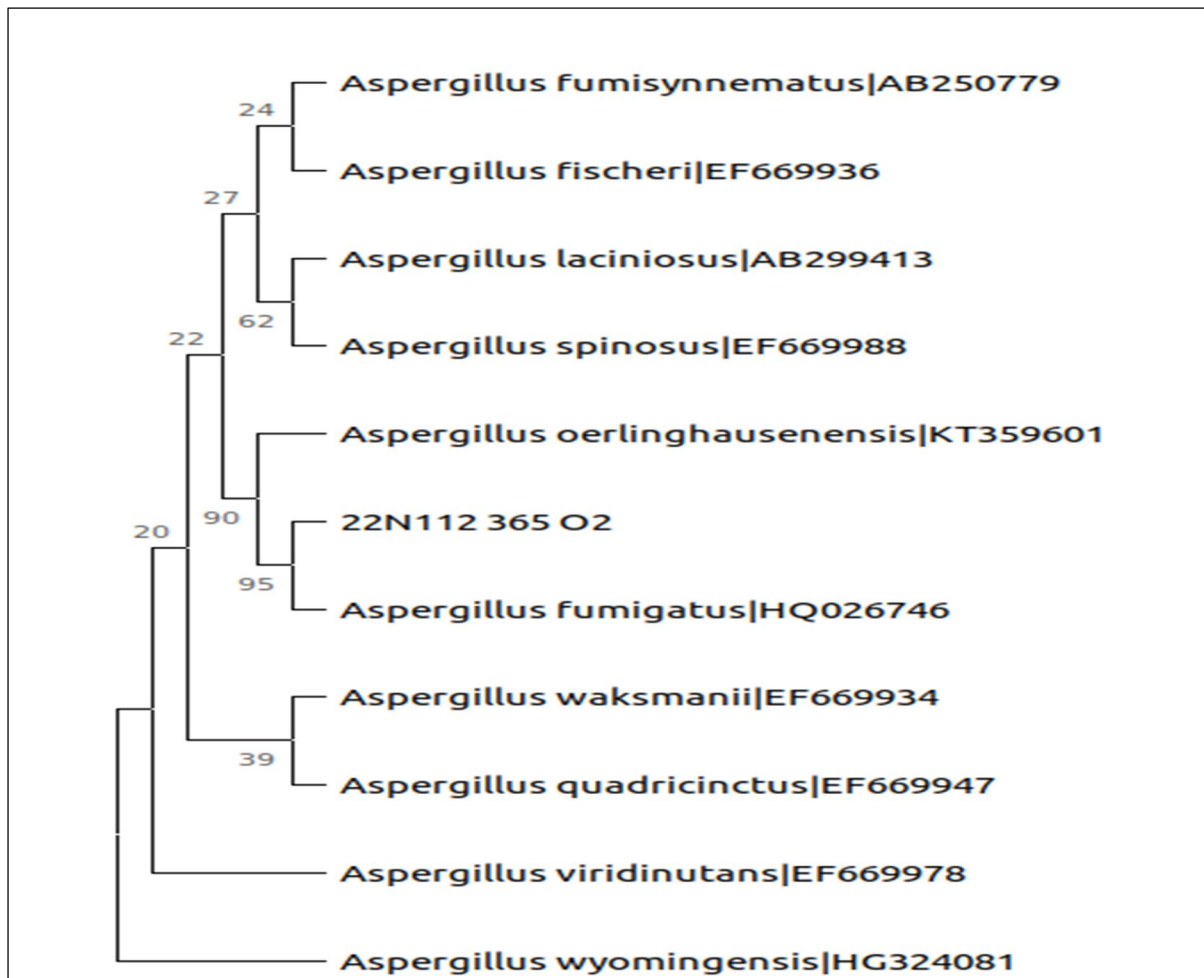 Aspergillus fumisynnematus|AB250779
24
Aspergillus fischeri|EF669936
27
Aspergillus laciniosus|AB299413
62
22
Aspergillus spinosus|EF669988
Aspergillus oerlinghausenensis|KT359601
90
22N112 365 O2
20
95
Aspergillus fumigatus|HQ026746
Aspergillus waksmanii|EF669934
39
Aspergillus quadricinctus|EF669947
Aspergillus viridinutans|EF669978
Aspergillus wyomingensis|HG324081